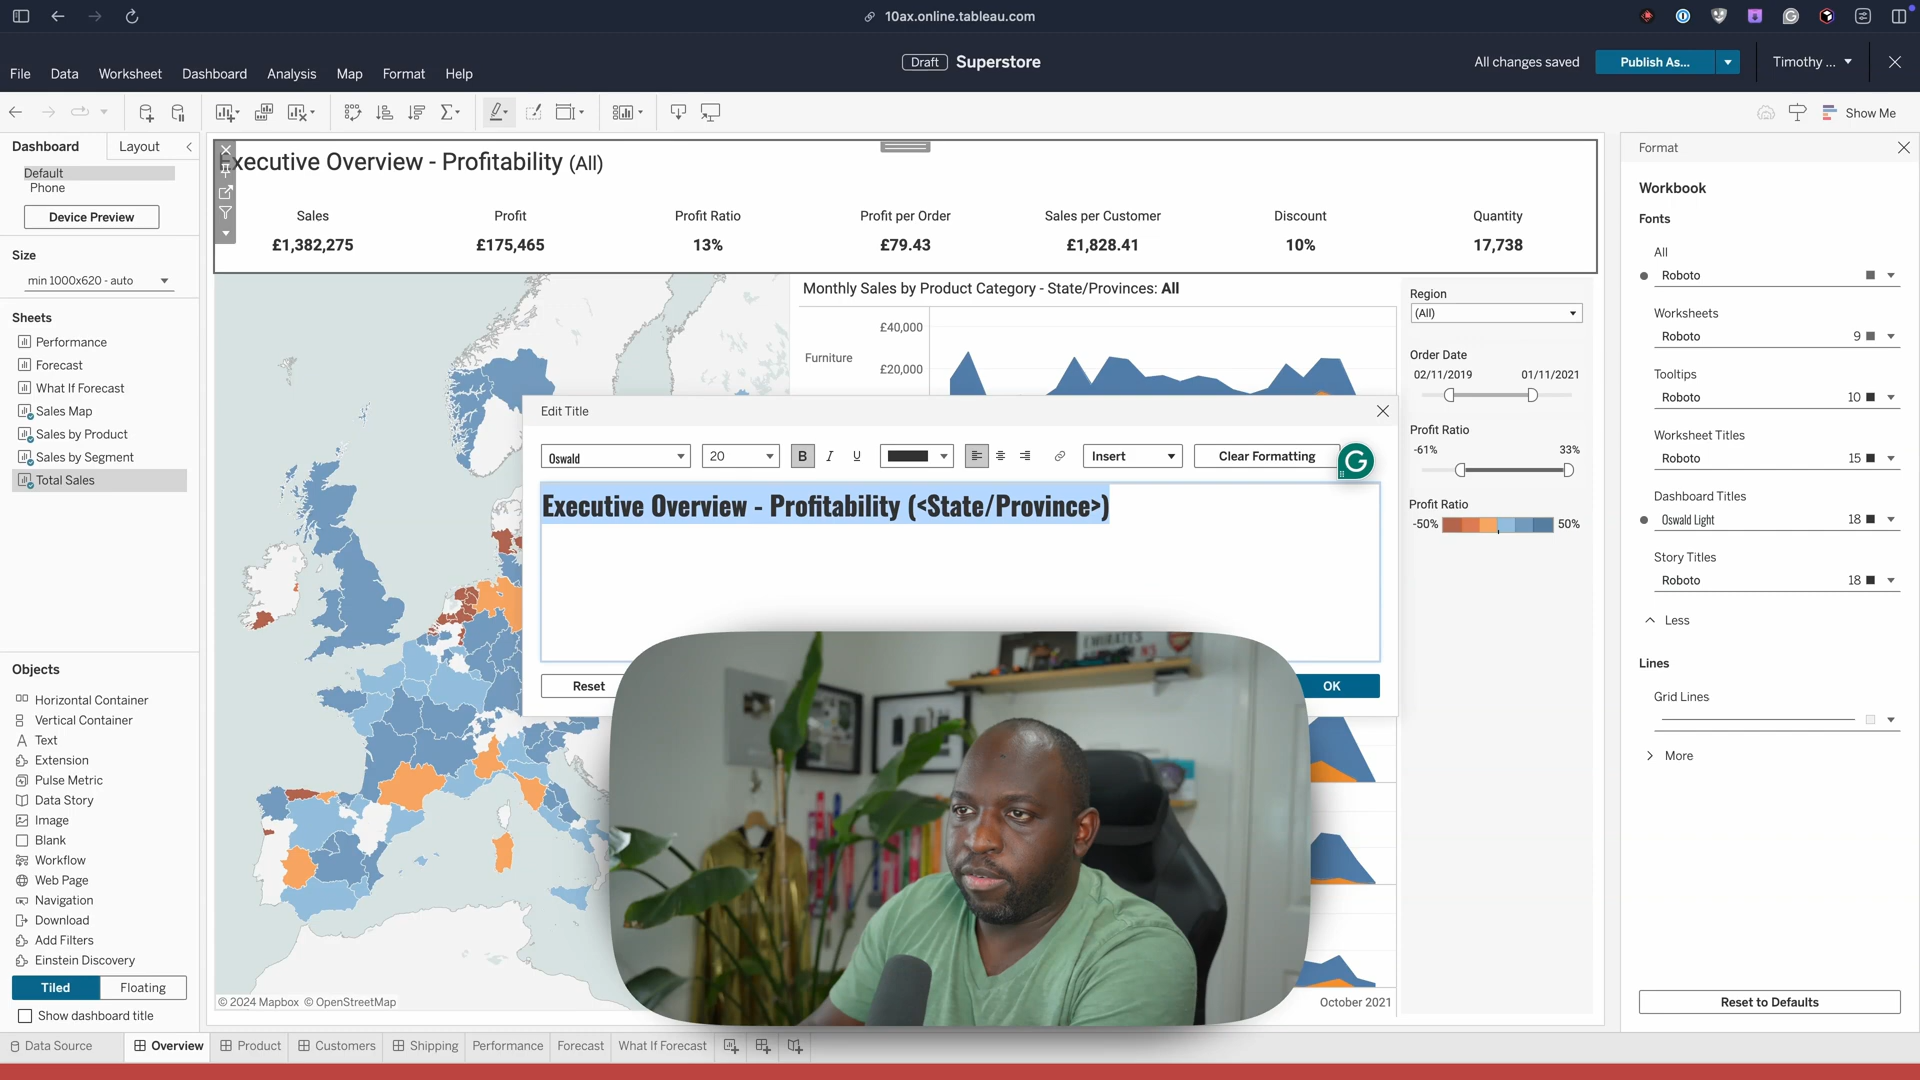 10ax.online.tableau.com
Draft Superstore
All changes saved
Publish As...
Timothy ...
File Data Worksheet Dashboard Analysis Map Format Help
Show Me
Dashboard Layout
Default
Phone
Device Preview
Size
min 1000x620 - auto
Sheets
Performance
Forecast
What If Forecast
Sales Map
Sales by Product
Sales by Segment
Total Sales
Objects
Horizontal Container
Vertical Container
Text
Extension
Pulse Metric
Data Story
Image
Blank
Workflow
Web Page
Navigation
Download
Add Filters
Einstein Discovery
Tiled Floating
Show dashboard title
Executive Overview - Profitability (All)
Sales Profit Profit Ratio Profit per Order Sales per Customer Discount Quantity
£1,382,275 £175,465 13% £79.43 £1,828.41 10% 17,738
Monthly Sales by Product Category - State/Provinces: All
£40,000
Furniture
£20,000
Region
(All)
Order Date
02/11/2019 01/11/2021
Profit Ratio
-61% 33%
Profit Ratio
-50% 50%
Edit Title
Oswald 20 B I U Insert Clear Formatting
Executive Overview - Profitability (<State/Province>)
Reset OK
EMIRATES
© 2024 Mapbox © OpenStreetMap
October 2021
Format
Workbook
Fonts
All
Roboto
Worksheets
Roboto 9
Tooltips
Roboto 10
Worksheet Titles
Roboto 15
Dashboard Titles
Oswald Light 18
Story Titles
Roboto 18
Less
Lines
Grid Lines
More
Reset to Defaults
Data Source Overview Product Customers Shipping Performance Forecast What If Forecast